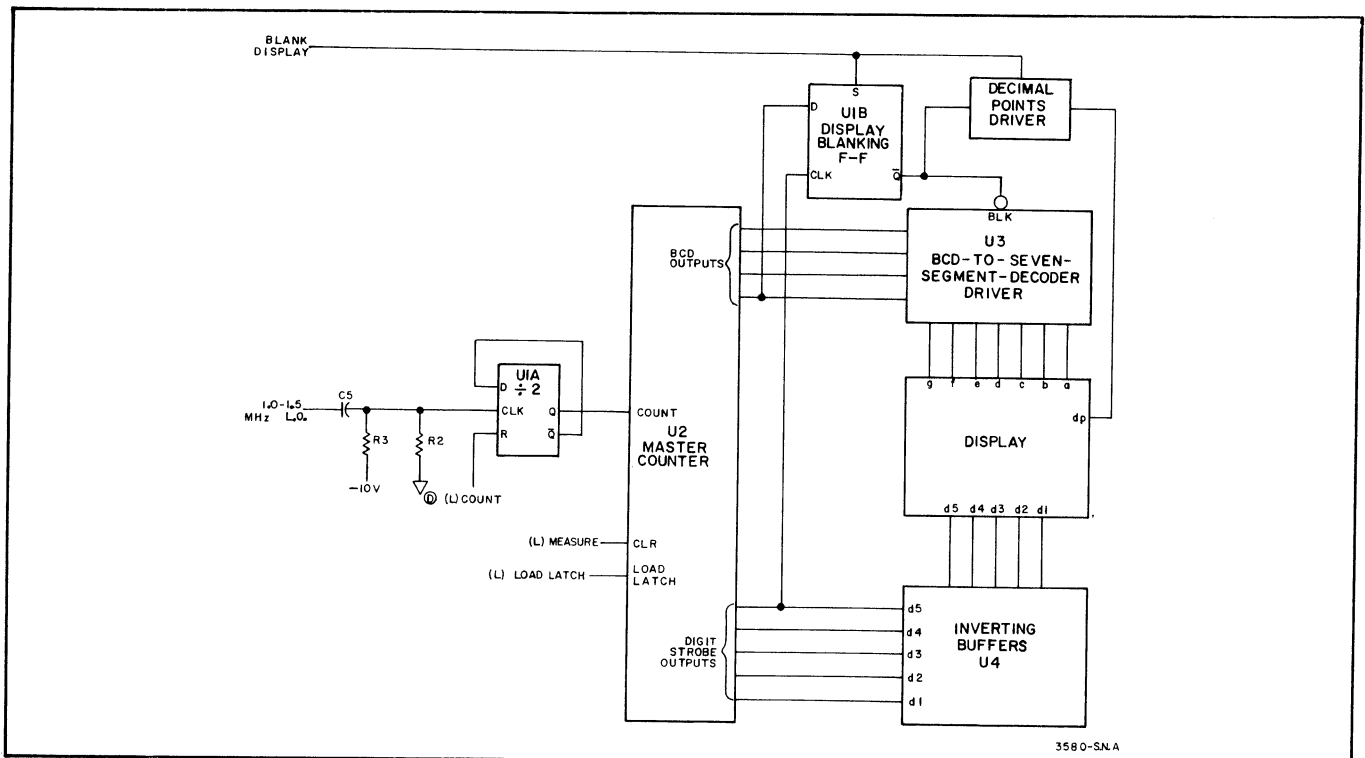 BLANK
DISPLAY
S
D
U1B
DISPLAY
BLANKING
F-F
CLK
Q̅
DECIMAL
POINTS
DRIVER
BLK
U3
BCD-TO-SEVEN-
SEGMENT-DECODER
DRIVER
BCD
OUTPUTS
g f e d c b a
dp
DISPLAY
d5 d4 d3 d2 d1
U1A
÷2
D
CLK
Q
R
Q̅
1.0-1.5
MHz L.O.
C5
R3
R2
-10V
D
(L) COUNT
COUNT
U2
MASTER
COUNTER
(L) MEASURE
CLR
(L) LOAD LATCH
LOAD
LATCH
DIGIT
STROBE
OUTPUTS
d5
d4
d3
d2
d1
INVERTING
BUFFERS
U4
3580-S.N.A